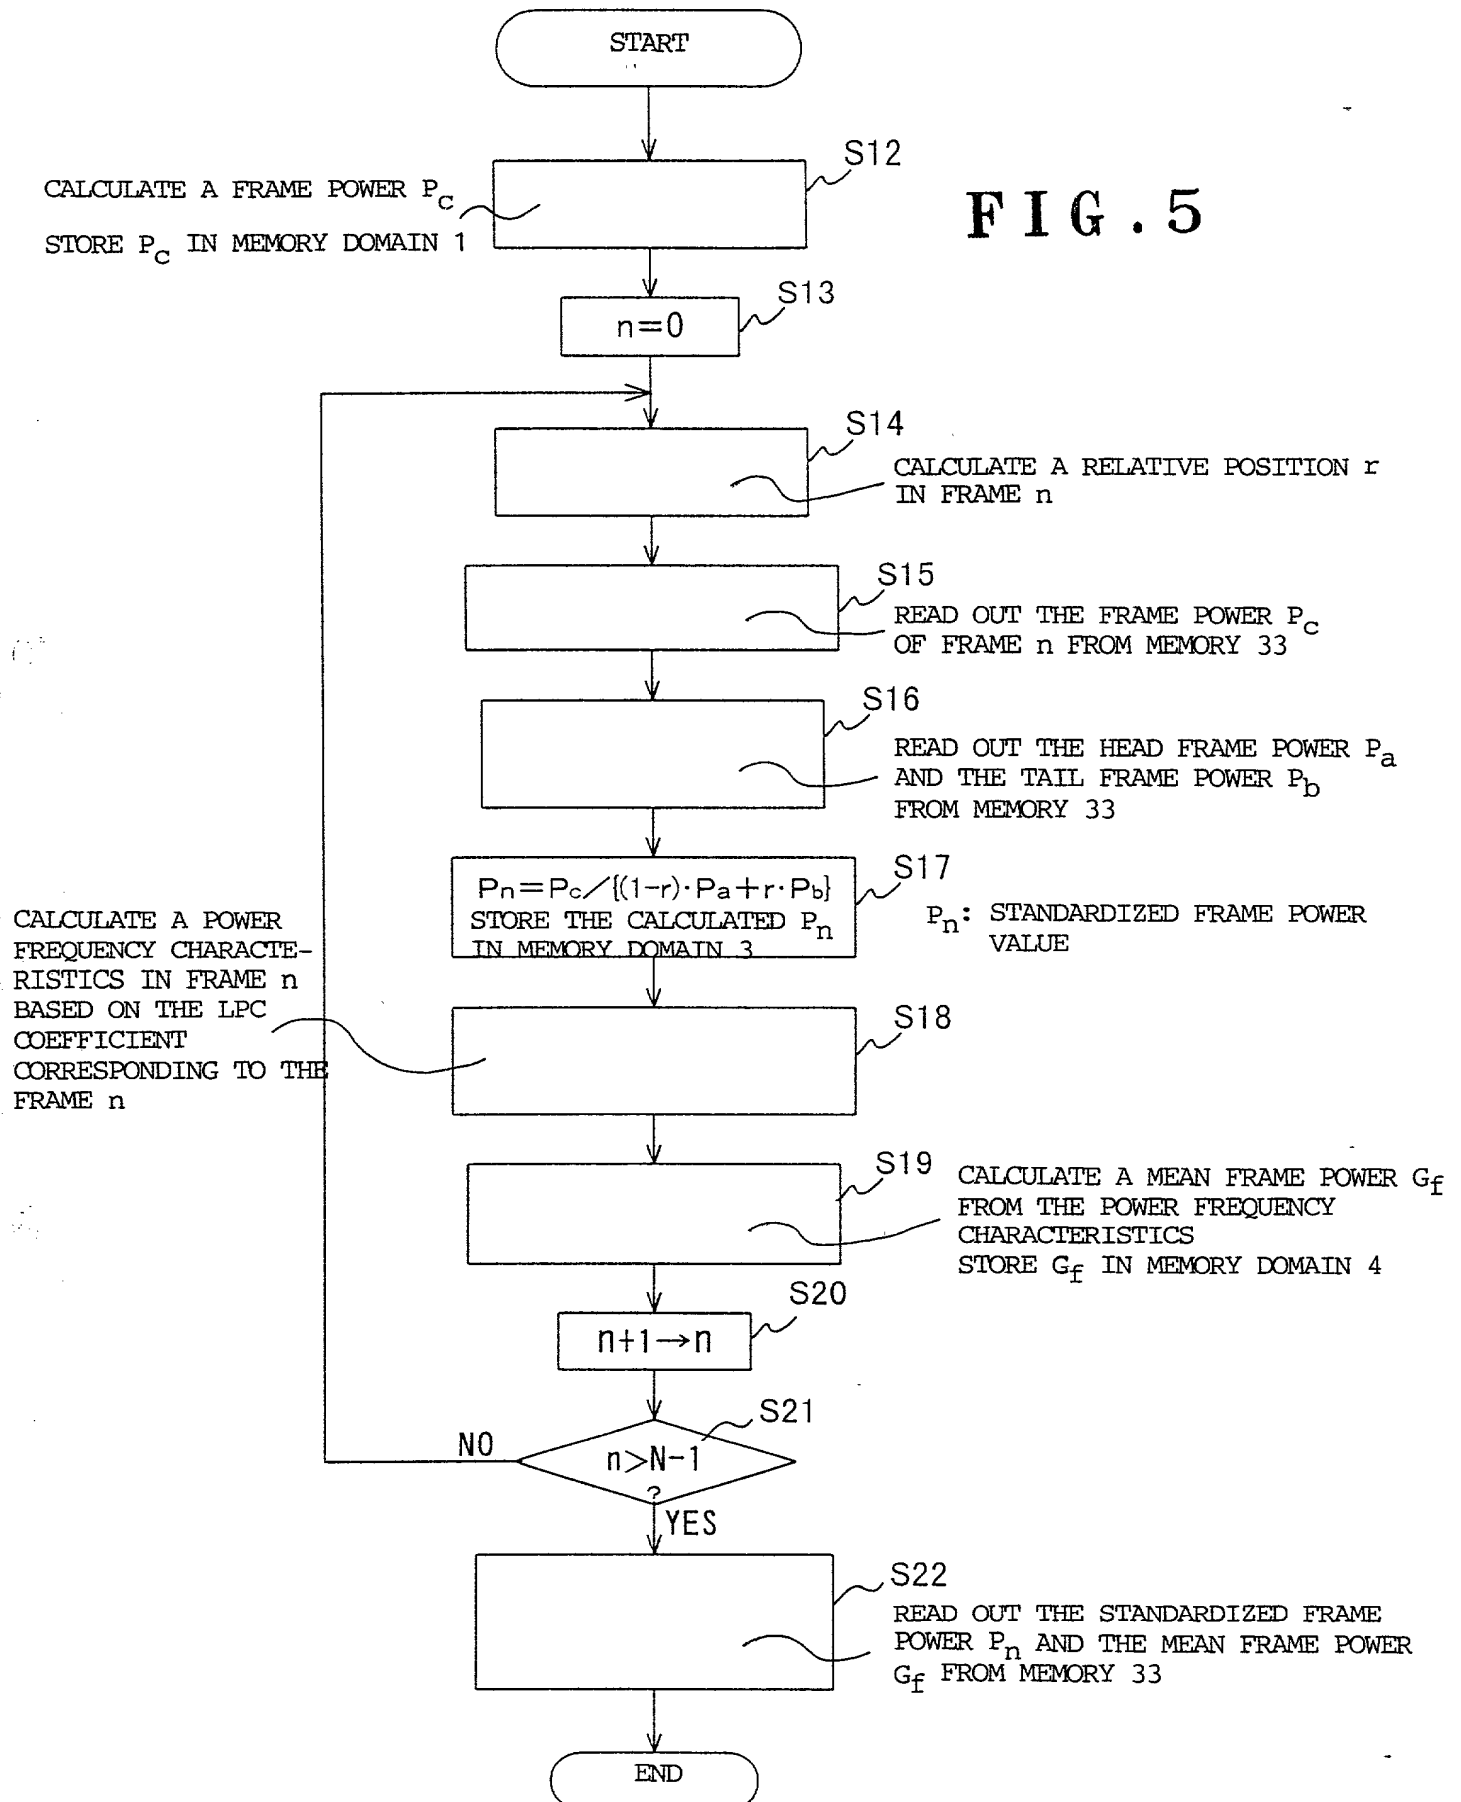 START
S12
CALCULATE A FRAME POWER Pc
STORE Pc IN MEMORY DOMAIN 1
FIG.5
S13
n=0
S14
CALCULATE A RELATIVE POSITION r
IN FRAME n
S15
READ OUT THE FRAME POWER Pc
OF FRAME n FROM MEMORY 33
S16
READ OUT THE HEAD FRAME POWER Pa
AND THE TAIL FRAME POWER Pb
FROM MEMORY 33
S17
Pn=Pc/{(1-r)·Pa+r·Pb}
STORE THE CALCULATED Pn
IN MEMORY DOMAIN 3
Pn: STANDARDIZED FRAME POWER
VALUE
CALCULATE A POWER
FREQUENCY CHARACTE-
RISTICS IN FRAME n
BASED ON THE LPC
COEFFICIENT
CORRESPONDING TO THE
FRAME n
S18
S19
CALCULATE A MEAN FRAME POWER Gf
FROM THE POWER FREQUENCY
CHARACTERISTICS
STORE Gf IN MEMORY DOMAIN 4
S20
n+1→n
S21
NO
n>N-1
?
YES
S22
READ OUT THE STANDARDIZED FRAME
POWER Pn AND THE MEAN FRAME POWER
Gf FROM MEMORY 33
END